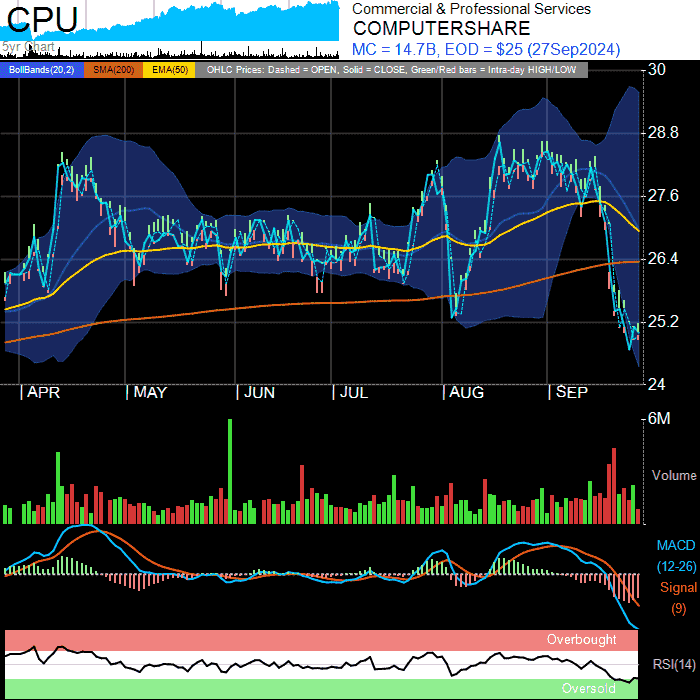 CPU
5yr Chart
Commercial & Professional Services
COMPUTERSHARE
MC = 14.7B, EOD = $25 (27Sep2024)
BollBands(20,2) SMA(200) EMA(50) OHLC Prices: Dashed = OPEN, Solid = CLOSE, Green/Red bars = Intra-day HIGH/LOW
30
28.8
27.6
26.4
25.2
24
APR MAY JUN JUL AUG SEP
6M
Volume
MACD
(12-26)
Signal
(9)
Overbought
RSI(14)
Oversold